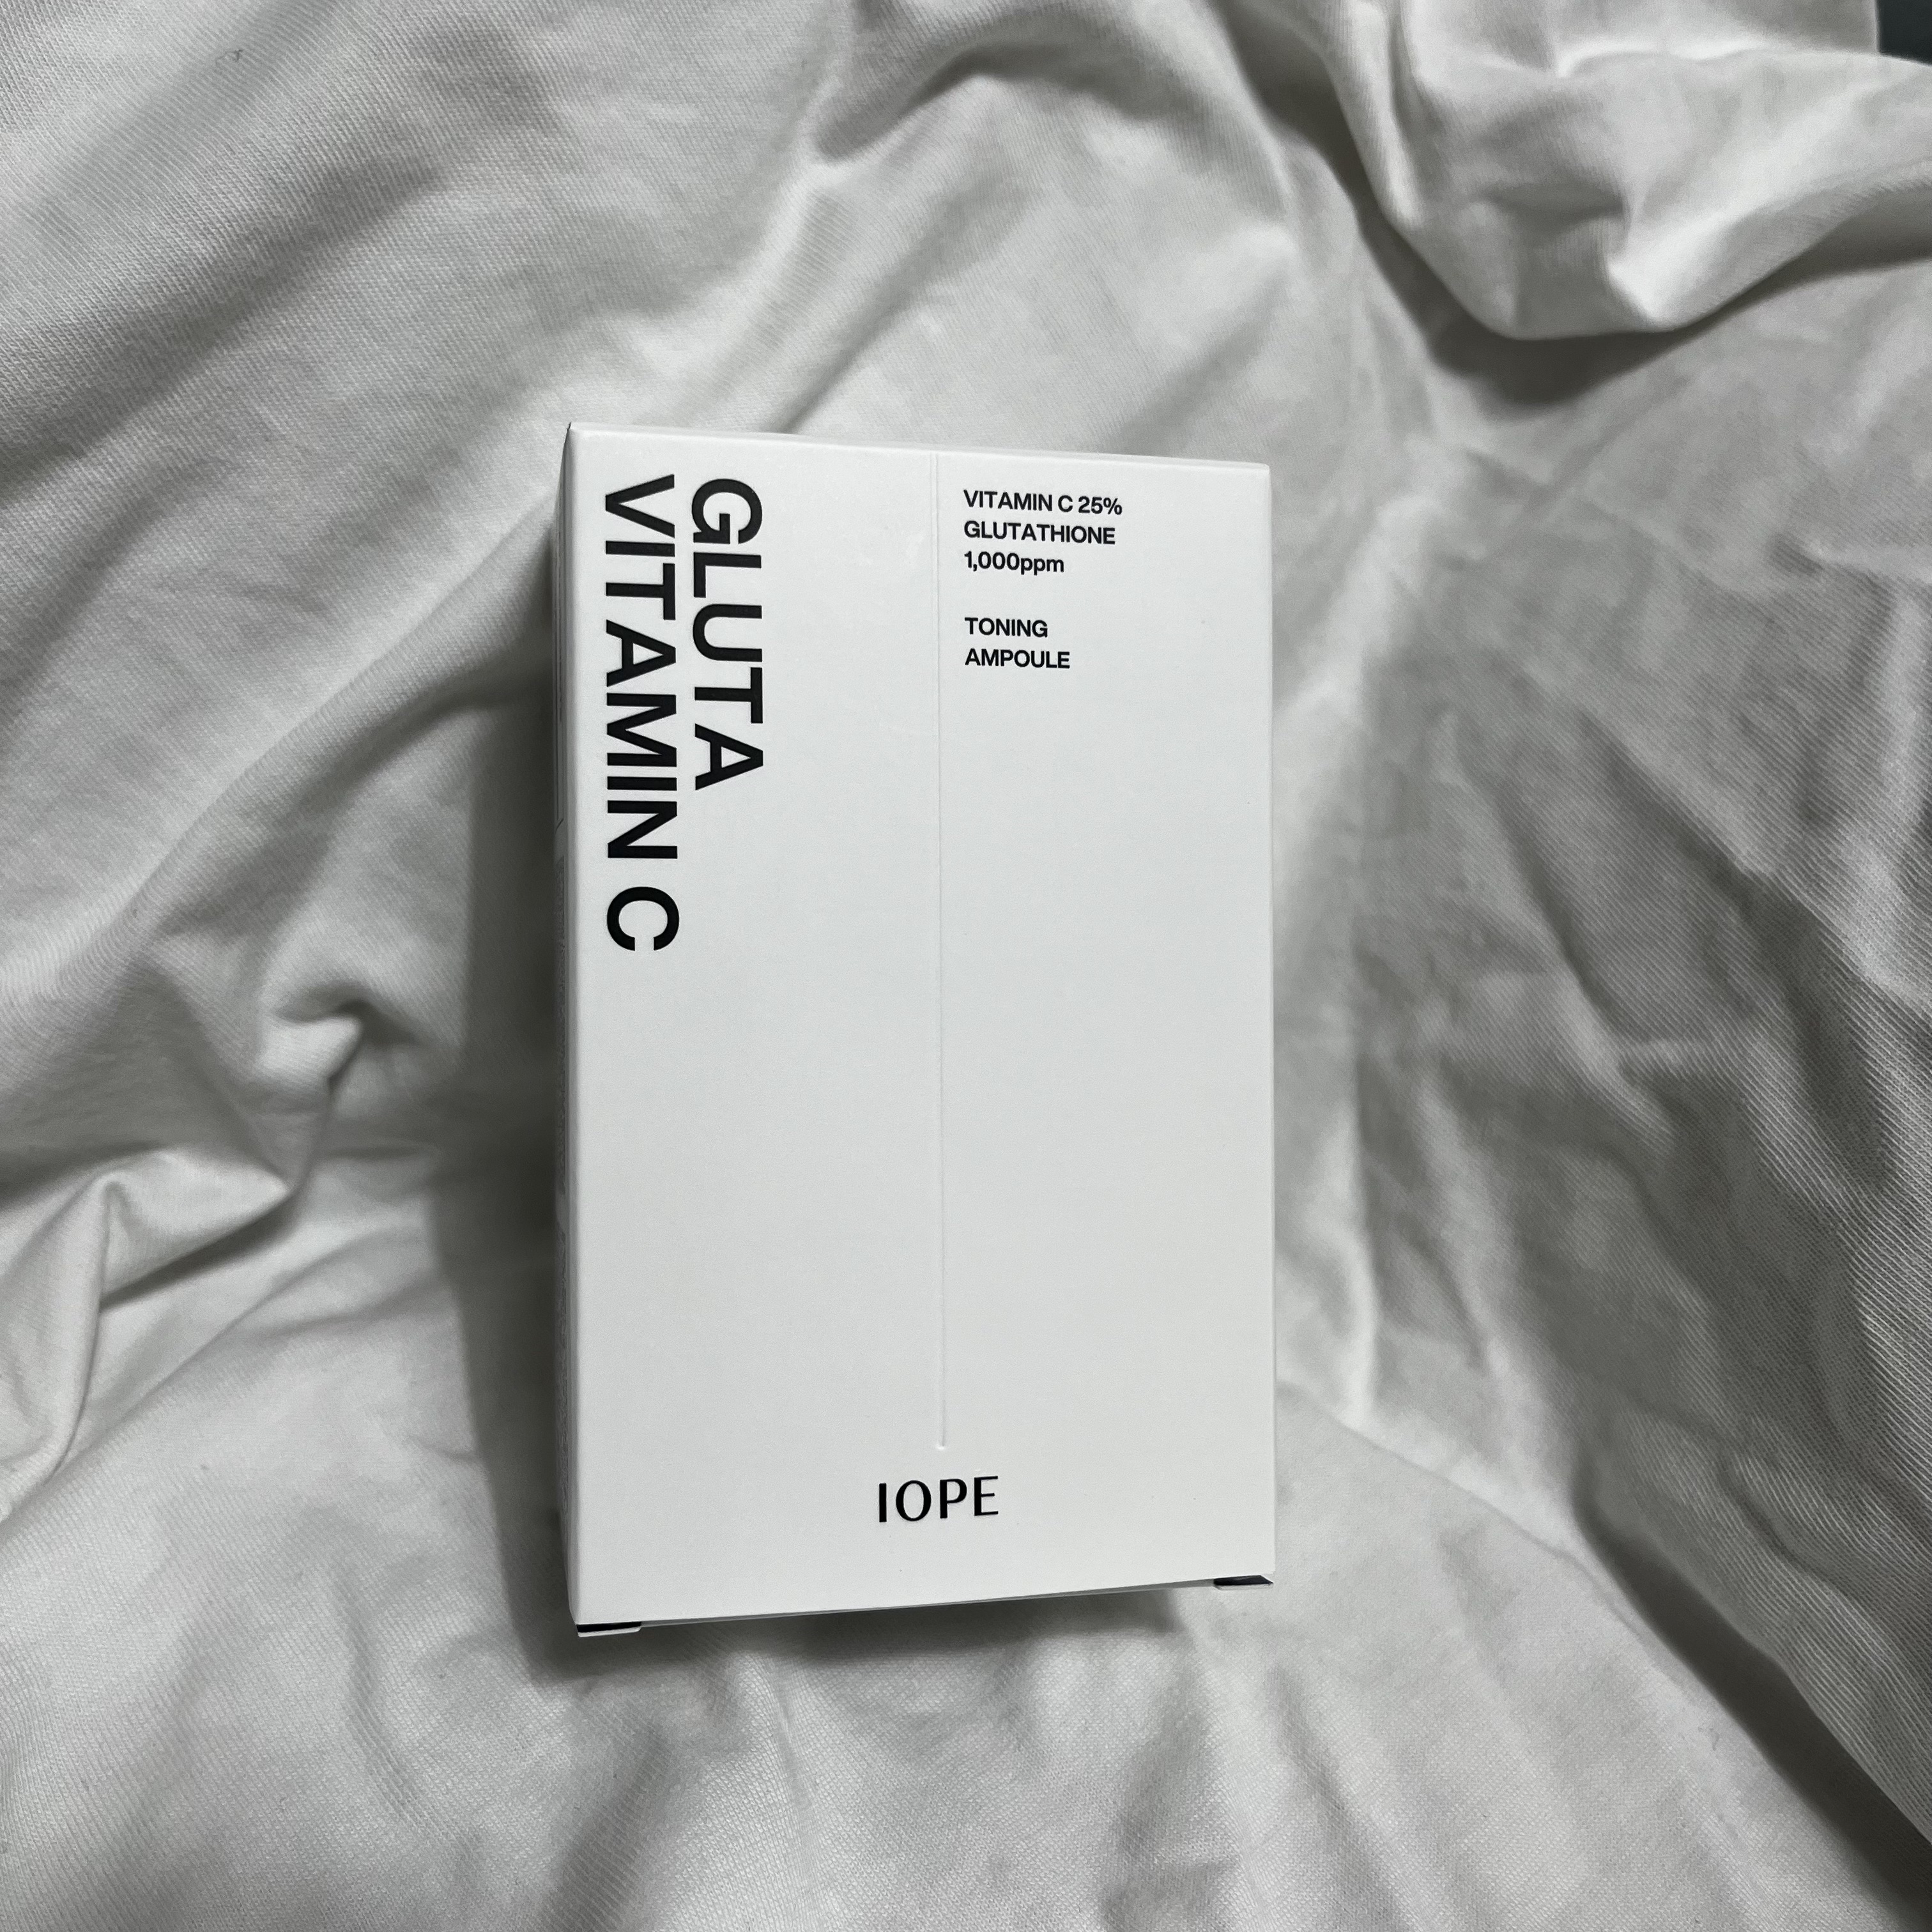 GLUTA
VITAMIN C
VITAMIN C 25%
GLUTATHIONE
1,000ppm
TONING
AMPOULE
IOPE